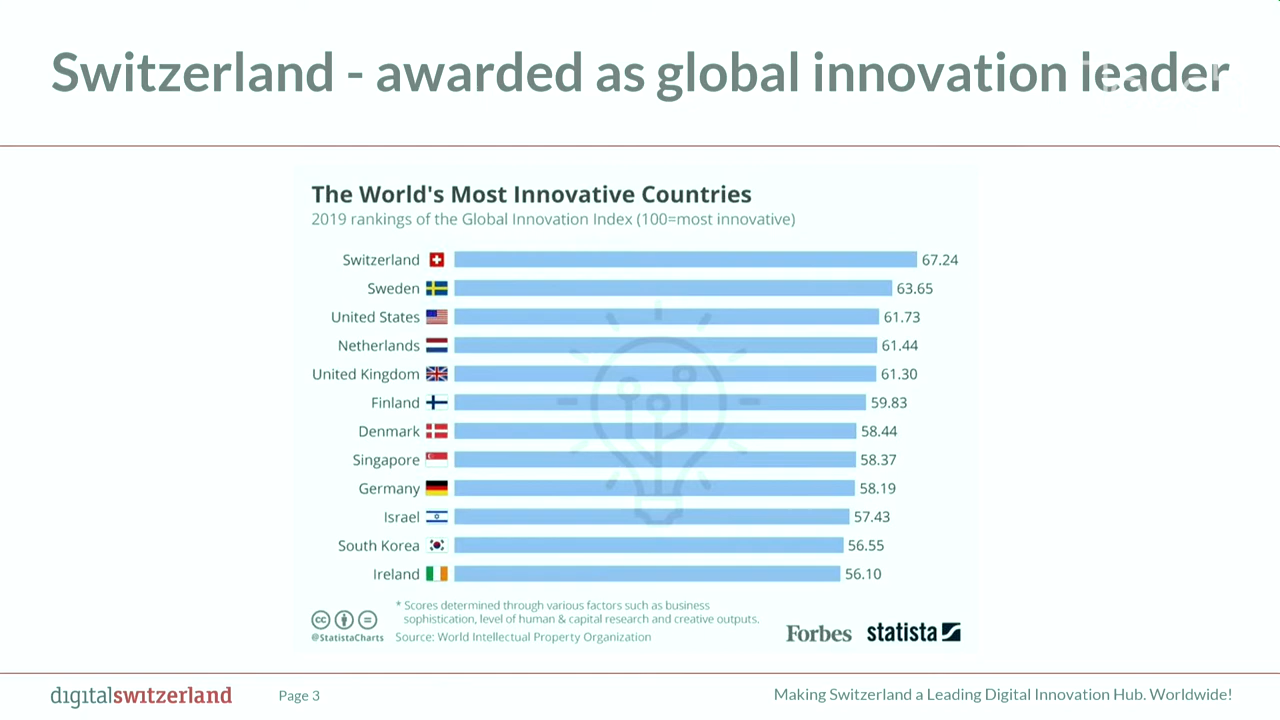 Switzerland - awarded as global innovation leader
The World's Most Innovative Countries
2019 rankings of the Global Innovation Index (100=most innovative)
Switzerland 67.24
Sweden 63.65
United States 61.73
Netherlands 61.44
United Kingdom 61.30
Finland 59.83
Denmark 58.44
Singapore 58.37
Germany 58.19
Israel 57.43
South Korea 56.55
Ireland 56.10
* Scores determined through various factors such as business
sophistication, level of human & capital research and creative outputs.
cc
@StatistaCharts Source: World Intellectual Property Organization
Forbes statista
digitalswitzerland Page 3 Making Switzerland a Leading Digital Innovation Hub. Worldwide!